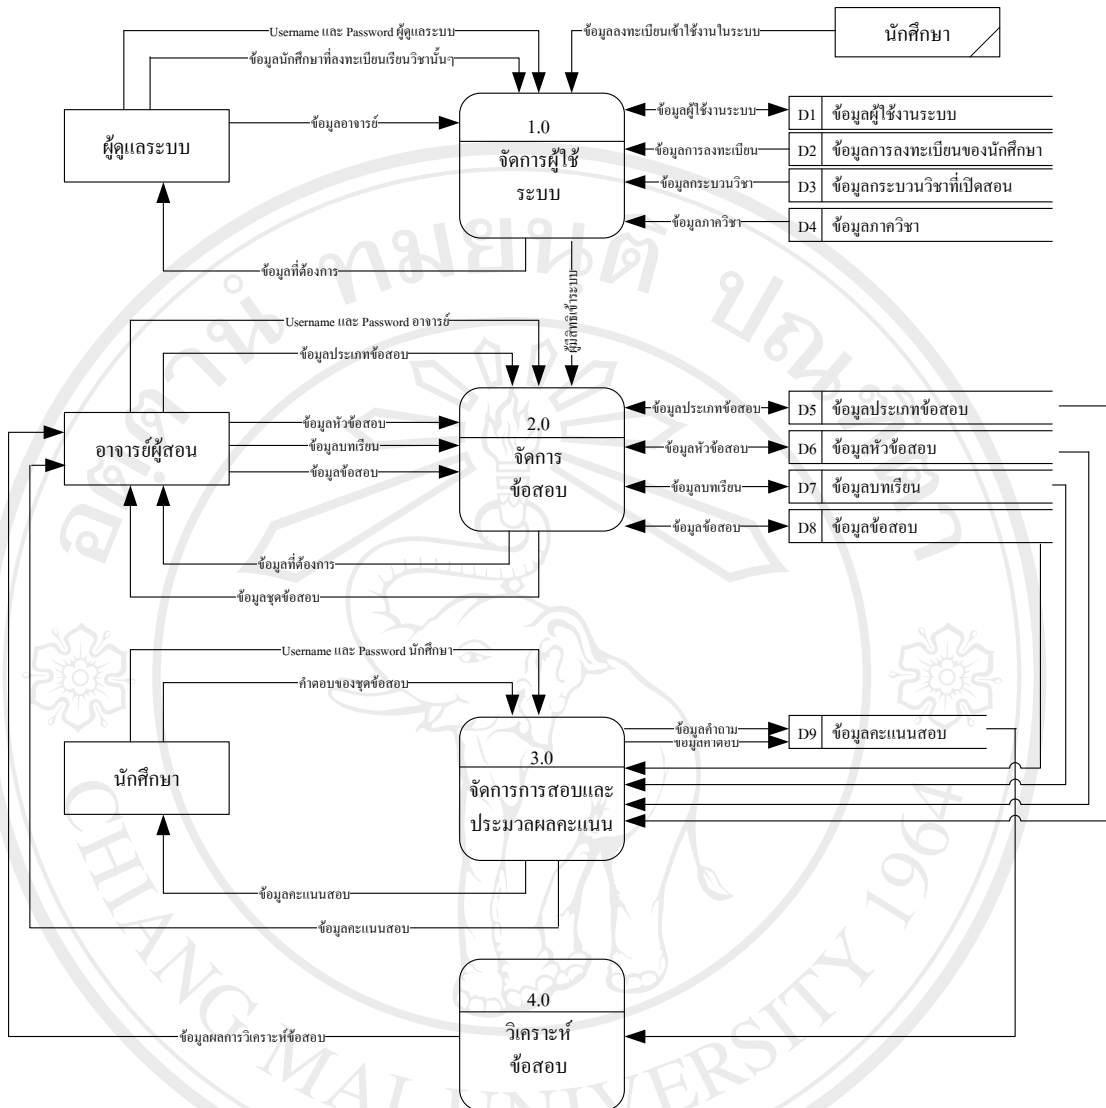 Username และ Password ผู้ดูแลระบบ
ข้อมูลลงทะเบียนเข้าใช้งานในระบบ
นักศึกษา
ข้อมูลนักศึกษาที่ลงทะเบียนเรียนวิชานั้นๆ
ผู้ดูแลระบบ
ข้อมูลอาจารย์
1.0
จัดการผู้ใช้
ระบบ
ข้อมูลผู้ใช้งานระบบ
D1 ข้อมูลผู้ใช้งานระบบ
ข้อมูลการลงทะเบียน
D2 ข้อมูลการลงทะเบียนของนักศึกษา
ข้อมูลกระบวนวิชา
D3 ข้อมูลกระบวนวิชาที่เปิดสอน
ข้อมูลภาควิชา
D4 ข้อมูลภาควิชา
ข้อมูลที่ต้องการ
ผู้มีสิทธิเข้าระบบ
Username และ Password อาจารย์
ข้อมูลประเภทข้อสอบ
อาจารย์ผู้สอน
ข้อมูลหัวข้อสอบ
ข้อมูลบทเรียน
ข้อมูลข้อสอบ
2.0
จัดการ
ข้อสอบ
ข้อมูลประเภทข้อสอบ
D5 ข้อมูลประเภทข้อสอบ
ข้อมูลหัวข้อสอบ
D6 ข้อมูลหัวข้อสอบ
ข้อมูลบทเรียน
D7 ข้อมูลบทเรียน
ข้อมูลข้อสอบ
D8 ข้อมูลข้อสอบ
ข้อมูลที่ต้องการ
ข้อมูลชุดข้อสอบ
Username และ Password นักศึกษา
คำตอบของชุดข้อสอบ
นักศึกษา
3.0
จัดการการสอบและ
ประมวลผลคะแนน
ข้อมูลคำถาม
ข้อมูลคำตอบ
D9 ข้อมูลคะแนนสอบ
ข้อมูลคะแนนสอบ
ข้อมูลคะแนนสอบ
4.0
วิเคราะห์
ข้อสอบ
ข้อมูลผลการวิเคราะห์ข้อสอบ
อตฺตานํ ทมยนฺติ ปณฺฑิตา
CHIANG MAI UNIVERSITY 1964